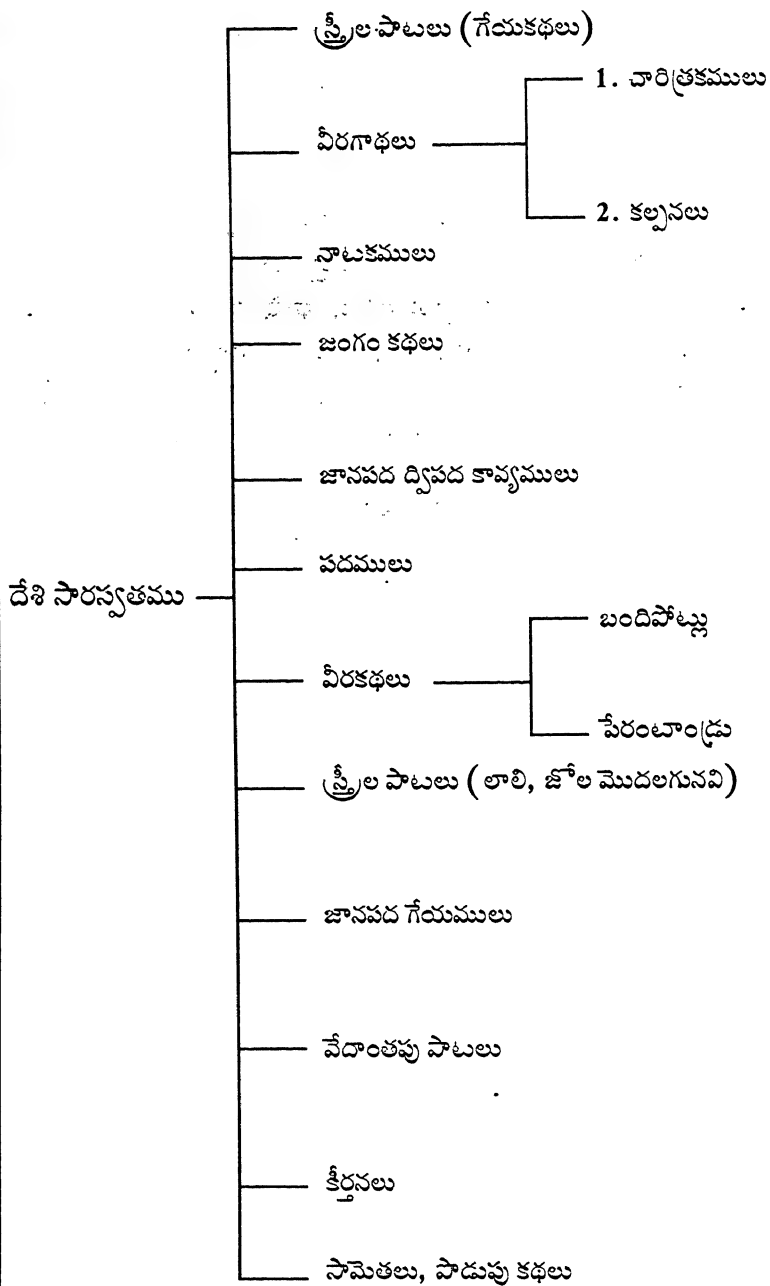 స్త్రీల పాటలు (గేయకథలు)
1. చారిత్రకములు
వీరగాథలు
2. కల్పనలు
నాటకములు
జంగం కథలు
జానపద ద్విపద కావ్యములు
పదములు
దేశి సారస్వతము
బందిపోట్లు
వీరకథలు
పేరంటాండ్రు
స్త్రీల పాటలు (లాలి, జోల మొదలగునవి)
జానపద గేయములు
వేదాంతపు పాటలు
కీర్తనలు
సామెతలు, పొడుపు కథలు